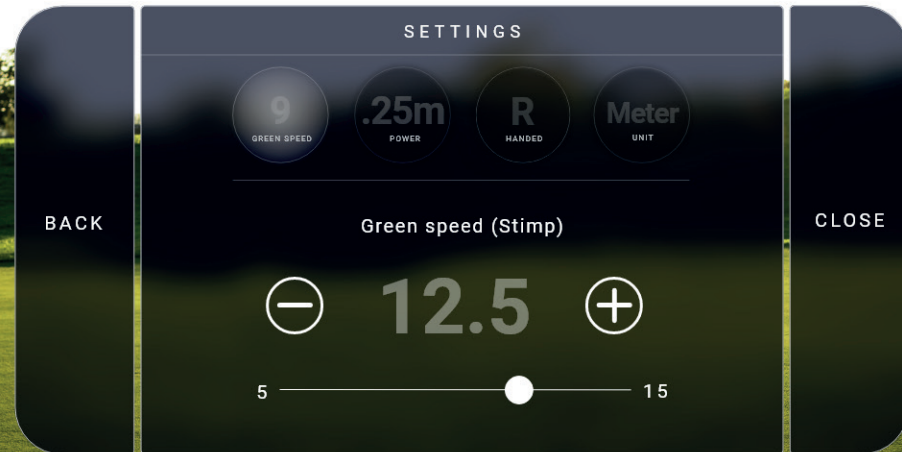 SETTINGS
9 .25m R Meter
GREEN SPEED POWER HANDED UNIT
BACK
Green speed (Stimp)
CLOSE
12.5
5 15